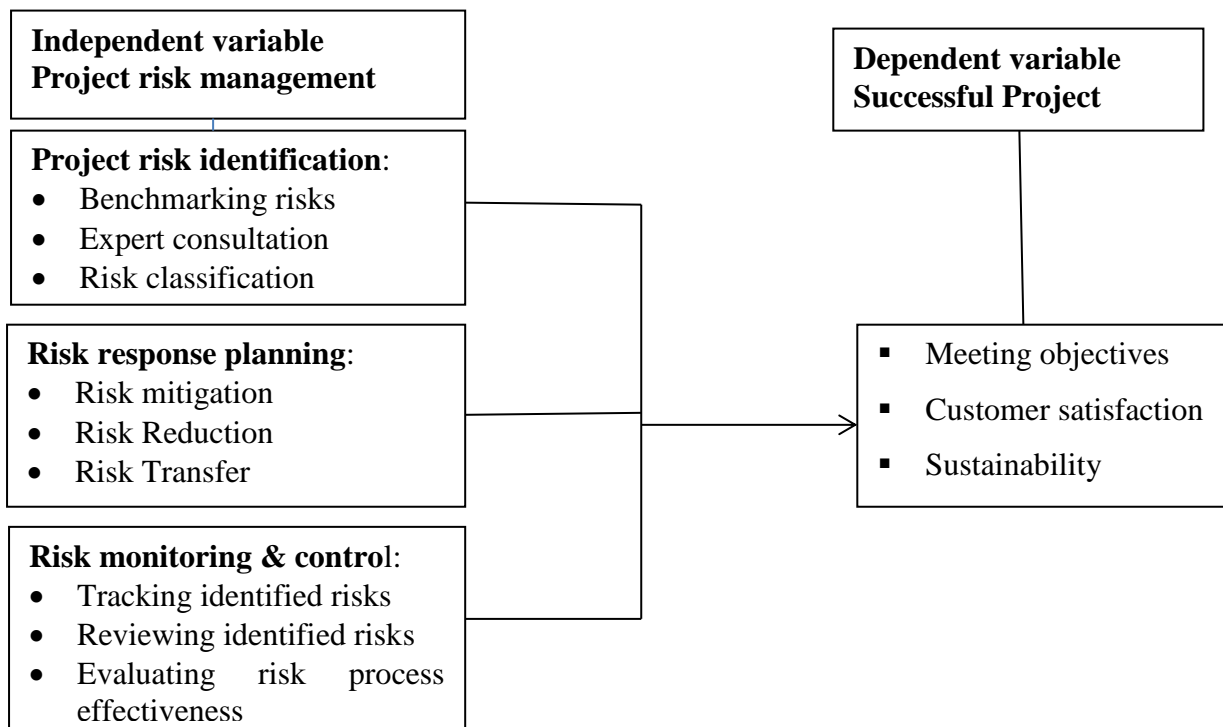 Independent variable
Project risk management
Project risk identification:
• Benchmarking risks
• Expert consultation
• Risk classification
Risk response planning:
• Risk mitigation
• Risk Reduction
• Risk Transfer
Risk monitoring & control:
• Tracking identified risks
• Reviewing identified risks
• Evaluating risk process
effectiveness
Dependent variable
Successful Project
▪ Meeting objectives
▪ Customer satisfaction
▪ Sustainability